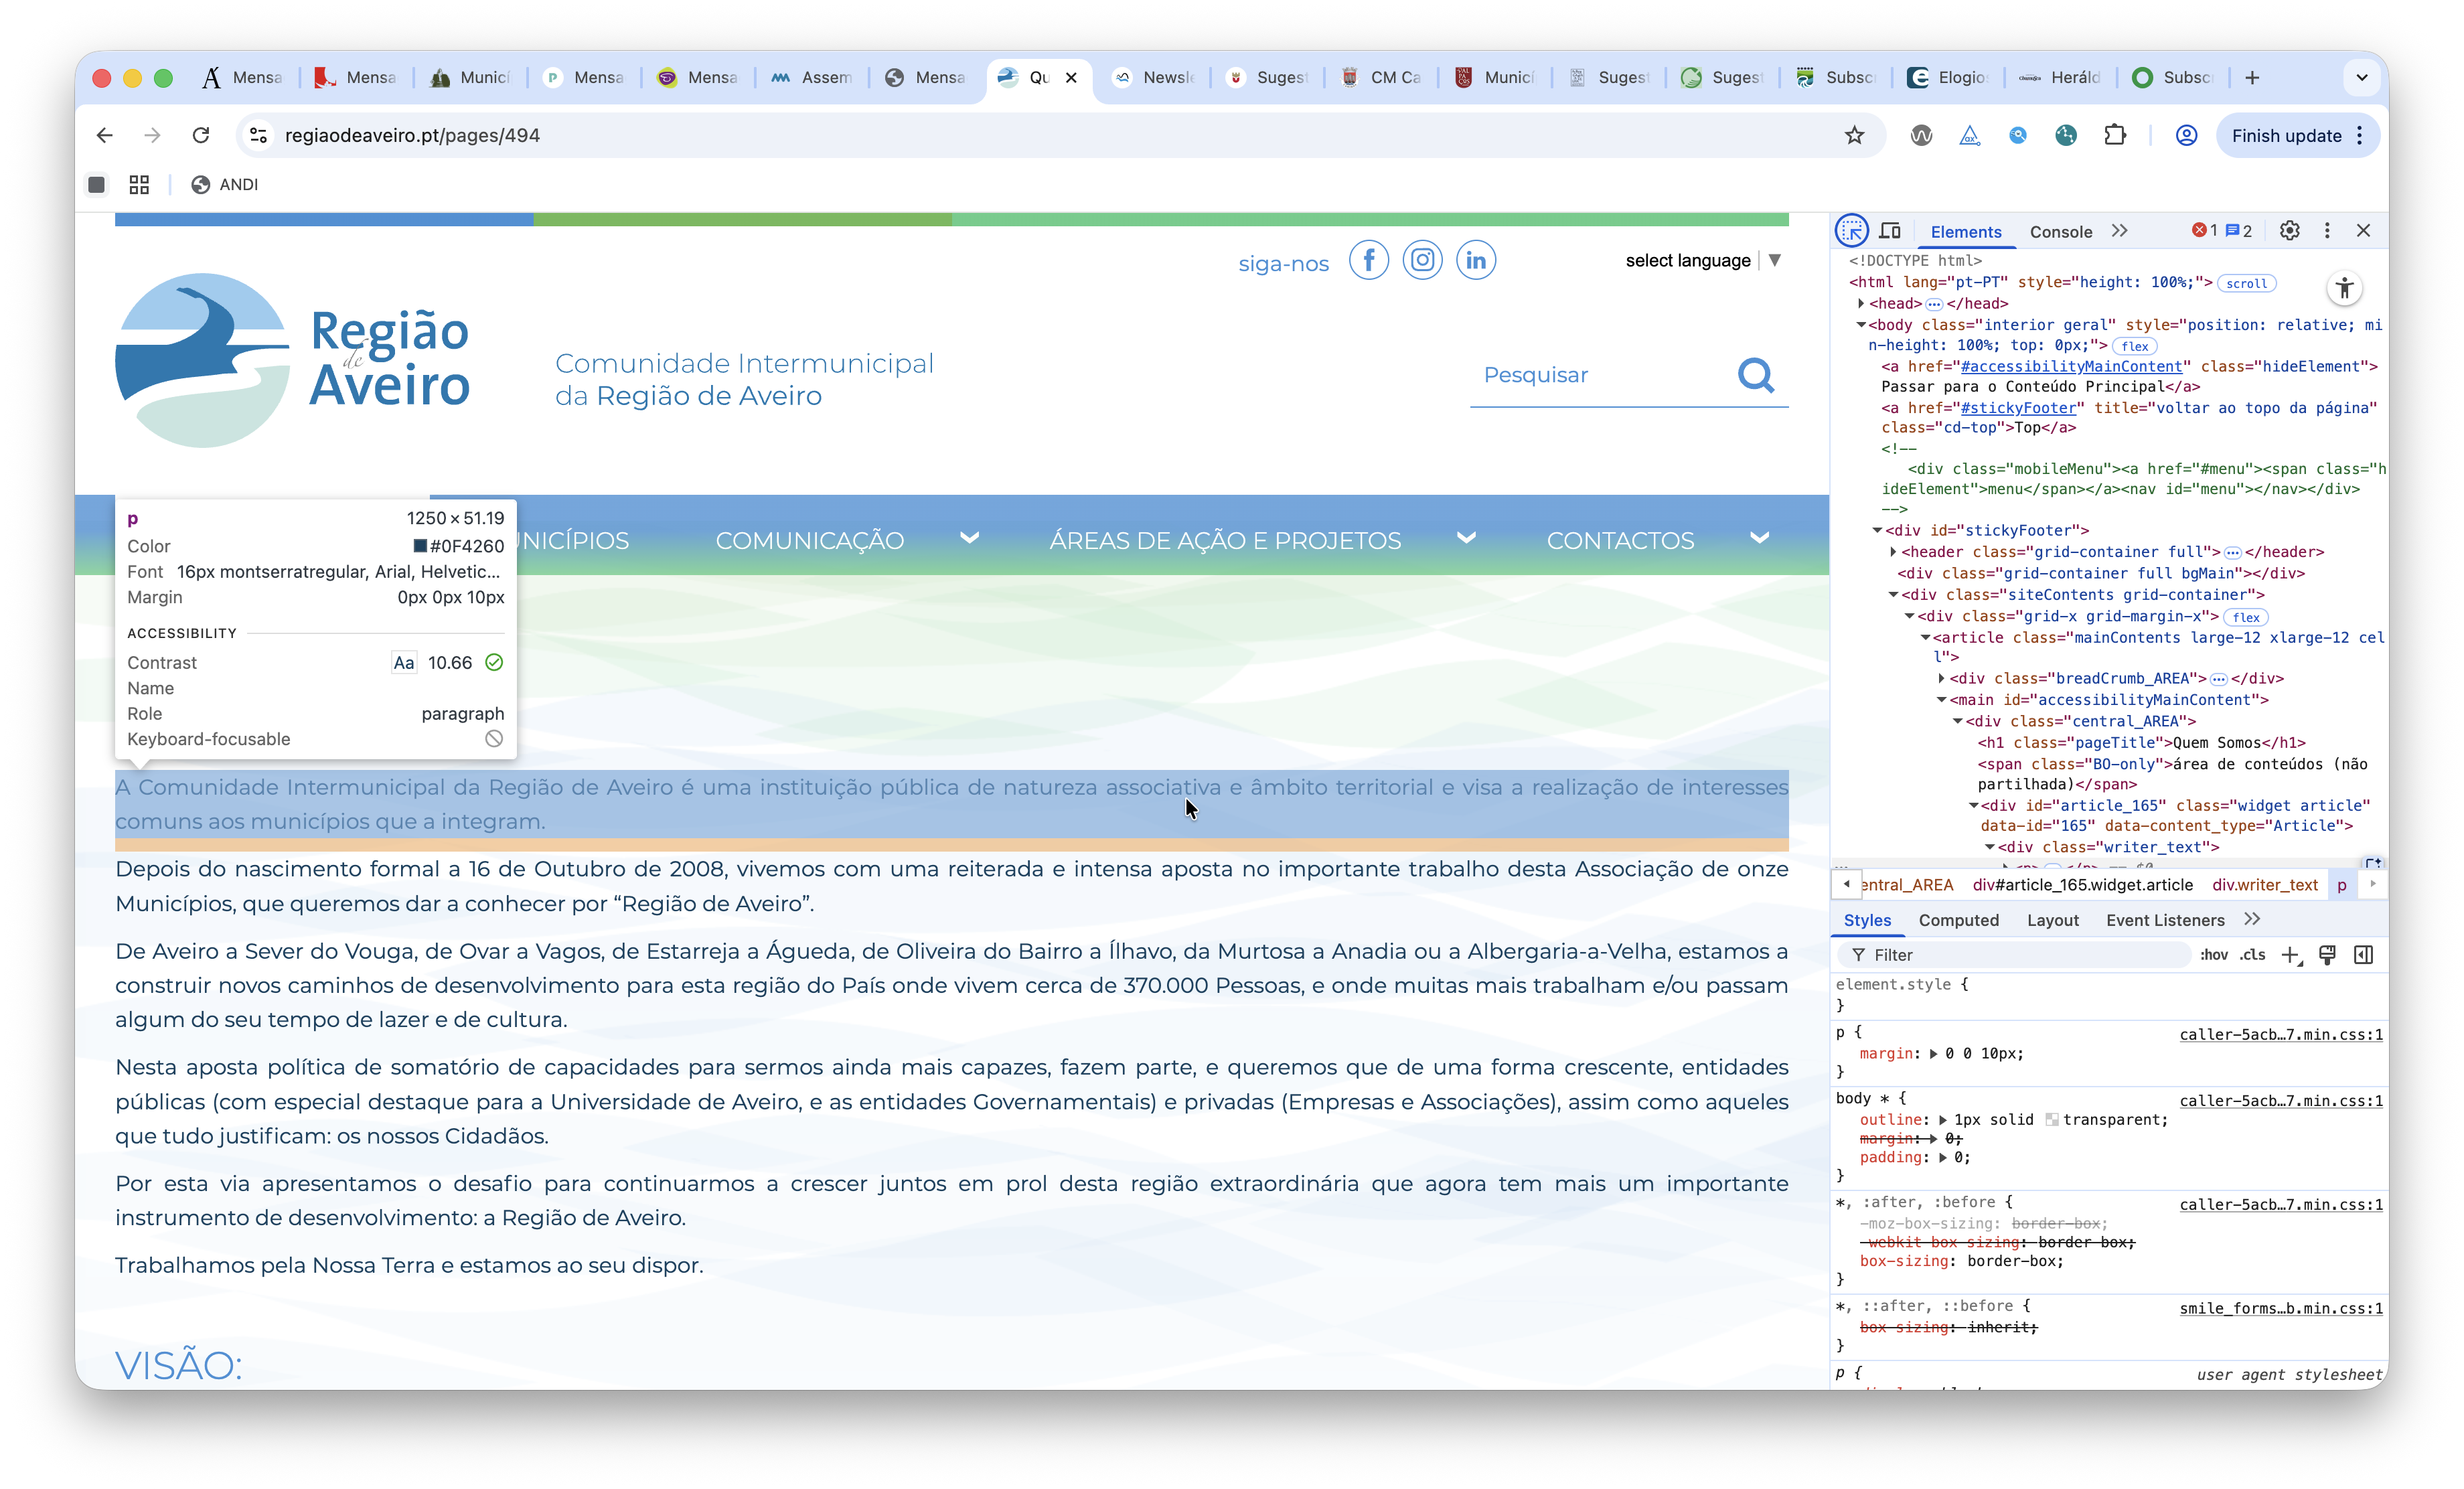 Mensa
Mensa
Municí
Mensa
Mensa
Assem
Mensa
Qu
Newsle
Sugest
CM Ca
Municí
Sugest
Sugest
Subsc
Elogios
Heráld
Subsc
regiaodeaveiro.pt/pages/494
Finish update
ANDI
siga-nos
select language
Região
de
Aveiro
Comunidade Intermunicipal
da Região de Aveiro
Pesquisar
UNICÍPIOS
COMUNICAÇÃO
ÁREAS DE AÇÃO E PROJETOS
CONTACTOS
p 1250 × 51.19
Color #0F4260
Font 16px montserratregular, Arial, Helvetic...
Margin 0px 0px 10px
ACCESSIBILITY
Contrast Aa 10.66
Name
Role paragraph
Keyboard-focusable
A Comunidade Intermunicipal da Região de Aveiro é uma instituição pública de natureza associativa e âmbito territorial e visa a realização de interesses
comuns aos municípios que a integram.
Depois do nascimento formal a 16 de Outubro de 2008, vivemos com uma reiterada e intensa aposta no importante trabalho desta Associação de onze
Municípios, que queremos dar a conhecer por “Região de Aveiro”.
De Aveiro a Sever do Vouga, de Ovar a Vagos, de Estarreja a Águeda, de Oliveira do Bairro a Ílhavo, da Murtosa a Anadia ou a Albergaria-a-Velha, estamos a
construir novos caminhos de desenvolvimento para esta região do País onde vivem cerca de 370.000 Pessoas, e onde muitas mais trabalham e/ou passam
algum do seu tempo de lazer e de cultura.
Nesta aposta política de somatório de capacidades para sermos ainda mais capazes, fazem parte, e queremos que de uma forma crescente, entidades
públicas (com especial destaque para a Universidade de Aveiro, e as entidades Governamentais) e privadas (Empresas e Associações), assim como aqueles
que tudo justificam: os nossos Cidadãos.
Por esta via apresentamos o desafio para continuarmos a crescer juntos em prol desta região extraordinária que agora tem mais um importante
instrumento de desenvolvimento: a Região de Aveiro.
Trabalhamos pela Nossa Terra e estamos ao seu dispor.
VISÃO:
Elements
Console
1
2
<!DOCTYPE html>
<html lang="pt-PT" style="height: 100%;"> scroll
<head> </head>
<body class="interior geral" style="position: relative; mi
n-height: 100%; top: 0px;"> flex
<a href="#accessibilityMainContent" class="hideElement">
Passar para o Conteúdo Principal</a>
<a href="#stickyFooter" title="voltar ao topo da página"
class="cd-top">Top</a>
<!--
<div class="mobileMenu"><a href="#menu"><span class="h
ideElement">menu</span></a><nav id="menu"></nav></div>
-->
<div id="stickyFooter">
<header class="grid-container full"> </header>
<div class="grid-container full bgMain"></div>
<div class="siteContents grid-container">
<div class="grid-x grid-margin-x"> flex
<article class="mainContents large-12 xlarge-12 cel
l">
<div class="breadCrumb_AREA"> </div>
<main id="accessibilityMainContent">
<div class="central_AREA">
<h1 class="pageTitle">Quem Somos</h1>
<span class="BO-only">área de conteúdos (não
partilhada)</span>
<div id="article_165" class="widget article"
data-id="165" data-content_type="Article">
<div class="writer_text">
entral_AREA
div#article_165.widget.article
div.writer_text
p
Styles
Computed
Layout
Event Listeners
Filter
:hov
.cls
element.style {
}
p { caller-5acb…7.min.css:1
margin: 0 0 10px;
}
body * { caller-5acb…7.min.css:1
outline: 1px solid transparent;
margin: 0;
padding: 0;
}
*, :after, :before { caller-5acb…7.min.css:1
-moz-box-sizing: border-box;
-webkit-box-sizing: border-box;
box-sizing: border-box;
}
*, ::after, ::before { smile_forms…b.min.css:1
box-sizing: inherit;
}
p { user agent stylesheet